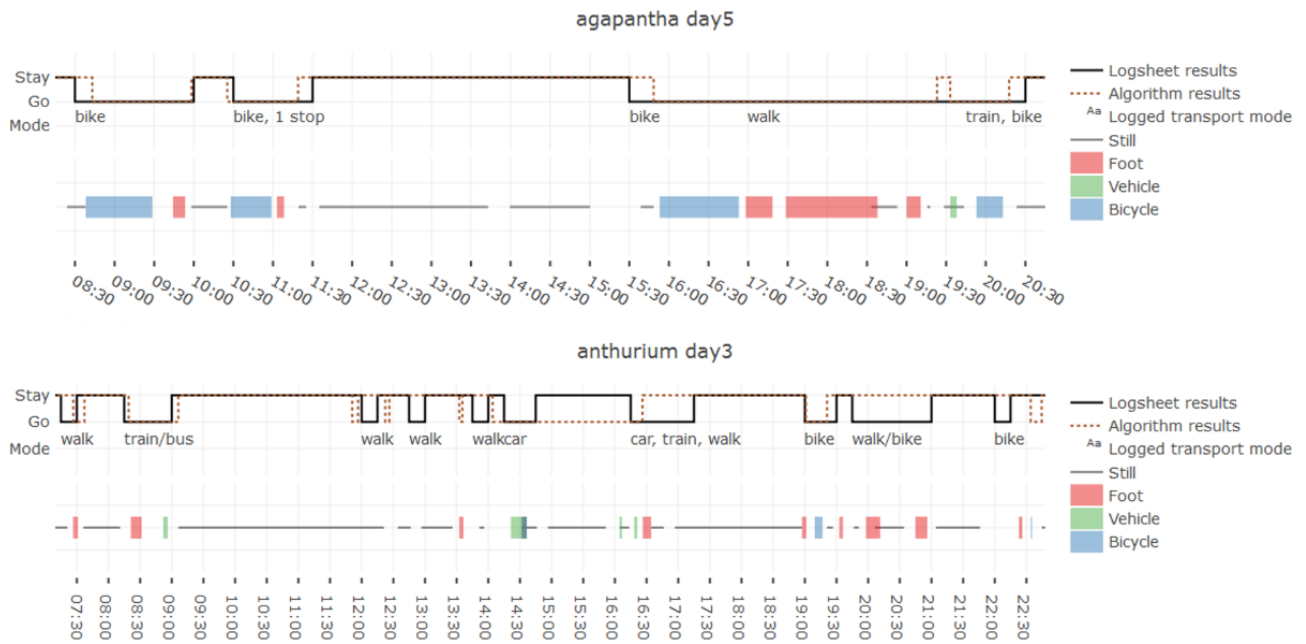 agapantha day5
Stay
Go
Mode
bike
bike, 1 stop
bike
walk
train, bike
Logsheet results
Algorithm results
Aa Logged transport mode
Still
Foot
Vehicle
Bicycle
08:30 09:00 09:30 10:00 10:30 11:00 11:30 12:00 12:30 13:00 13:30 14:00 14:30 15:00 15:30 16:00 16:30 17:00 17:30 18:00 18:30 19:00 19:30 20:00 20:30
anthurium day3
Stay
Go
Mode
walk
train/bus
walk
walk
walk
car
car, train, walk
bike
walk/bike
bike
Logsheet results
Algorithm results
Aa Logged transport mode
Still
Foot
Vehicle
Bicycle
07:30 08:00 08:30 09:00 09:30 10:00 10:30 11:00 11:30 12:00 12:30 13:00 13:30 14:00 14:30 15:00 15:30 16:00 16:30 17:00 17:30 18:00 18:30 19:00 19:30 20:00 20:30 21:00 21:30 22:00 22:30